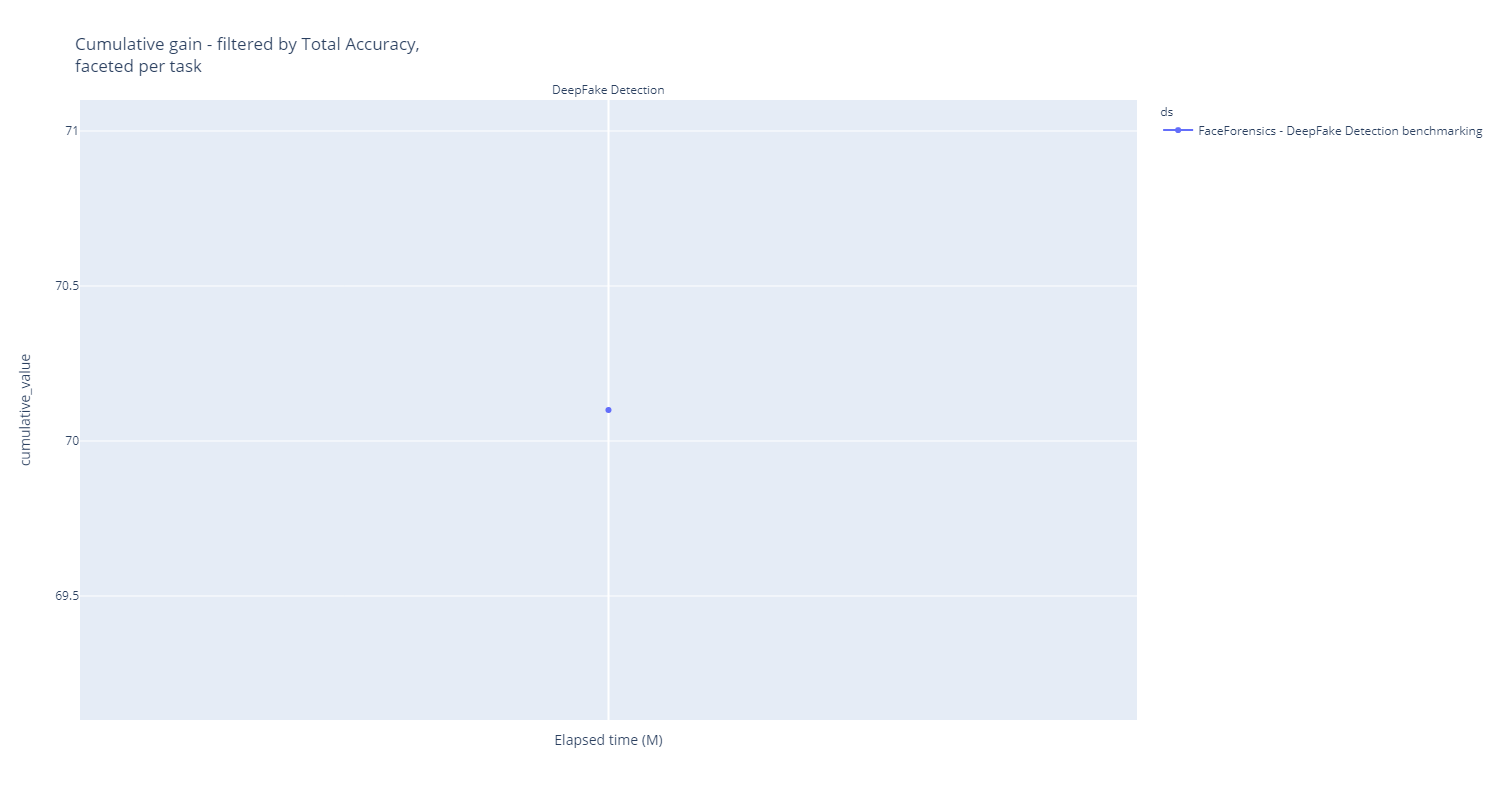 Cumulative gain - filtered by Total Accuracy,
faceted per task
DeepFake Detection
ds
FaceForensics - DeepFake Detection benchmarking
71
70.5
70
69.5
cumulative_value
Elapsed time (M)